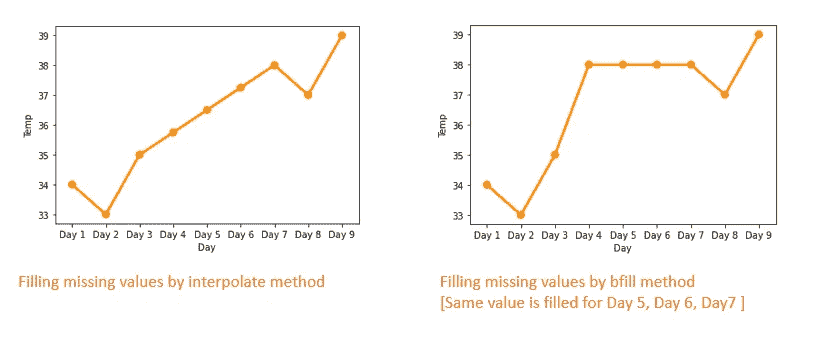 39
38
37
36
35
34
33
Temp
Day 1 Day 2 Day 3 Day 4 Day 5 Day 6 Day 7 Day 8 Day 9
Day
Filling missing values by interpolate method
39
38
37
36
35
34
33
Temp
Day 1 Day 2 Day 3 Day 4 Day 5 Day 6 Day 7 Day 8 Day 9
Day
Filling missing values by bfill method
[Same value is filled for Day 5, Day 6, Day7 ]